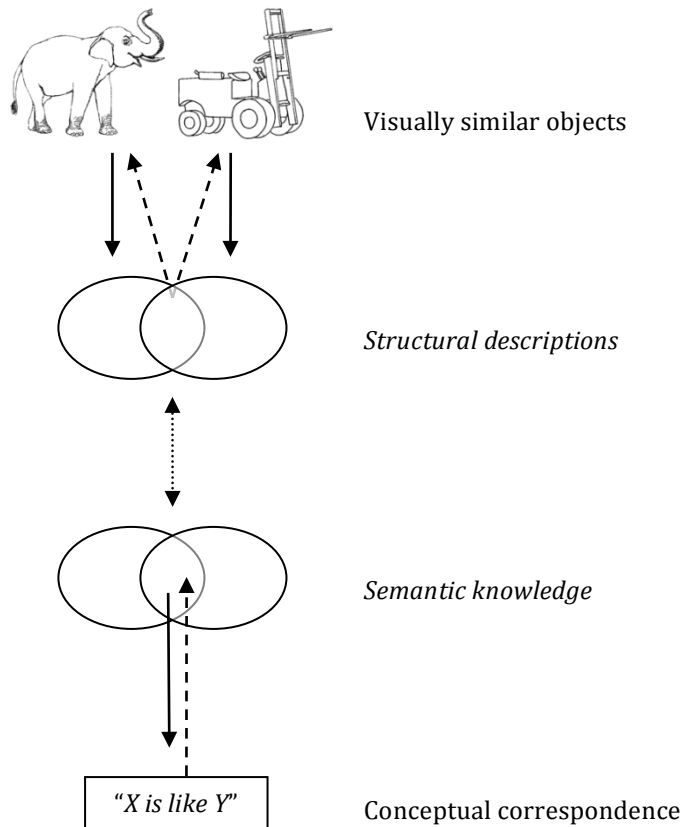 Visually similar objects
Structural descriptions
Semantic knowledge
“X is like Y”
Conceptual correspondence